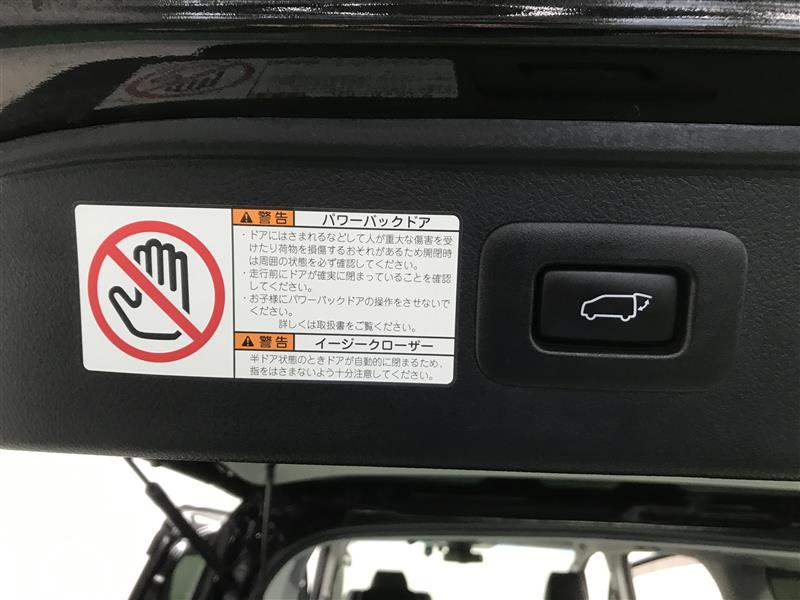 警告 パワーバックドア
・ドアにはさまれるなどして人が重大な傷害を受
けたり荷物を損傷するおそれがあるため開閉時
は周囲の状態を必ず確認してください。
・走行前にドアが確実に閉まっていることを確認
してください。
・お子様にパワーバックドアの操作をさせないで
ください。
詳しくは取扱書をご覧ください。
警告 イージークローザー
半ドア状態のときドアが自動的に閉まるため、
指をはさまないよう十分注意してください。